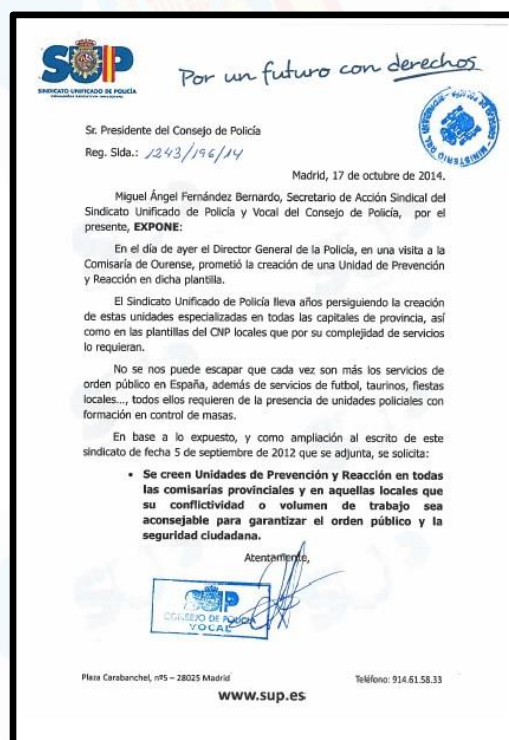 SUP
SINDICATO UNIFICADO DE POLICÍA
Por un futuro con derechos
Sr. Presidente del Consejo de Policía
Reg. Slda.: 1243/196/14
Madrid, 17 de octubre de 2014.
Miguel Ángel Fernández Bernardo, Secretario de Acción Sindical del
Sindicato Unificado de Policía y Vocal del Consejo de Policía, por el
presente, EXPONE:
En el día de ayer el Director General de la Policía, en una visita a la
Comisaría de Ourense, prometió la creación de una Unidad de Prevención
y Reacción en dicha plantilla.
El Sindicato Unificado de Policía lleva años persiguiendo la creación
de estas unidades especializadas en todas las capitales de provincia, así
como en las plantillas del CNP locales que por su complejidad de servicios
lo requieran.
No se nos puede escapar que cada vez son más los servicios de
orden público en España, además de servicios de futbol, taurinos, fiestas
locales..., todos ellos requieren de la presencia de unidades policiales con
formación en control de masas.
En base a lo expuesto, y como ampliación al escrito de este
sindicato de fecha 5 de septiembre de 2012 que se adjunta, se solicita:
• Se creen Unidades de Prevención y Reacción en todas
las comisarías provinciales y en aquellas locales que
su conflictividad o volumen de trabajo sea
aconsejable para garantizar el orden público y la
seguridad ciudadana.
Atentamente,
SUP
CONSEJO DE POLICÍA
VOCAL
Plaza Carabanchel, nº5 – 28025 Madrid
Teléfono: 914.61.58.33
www.sup.es